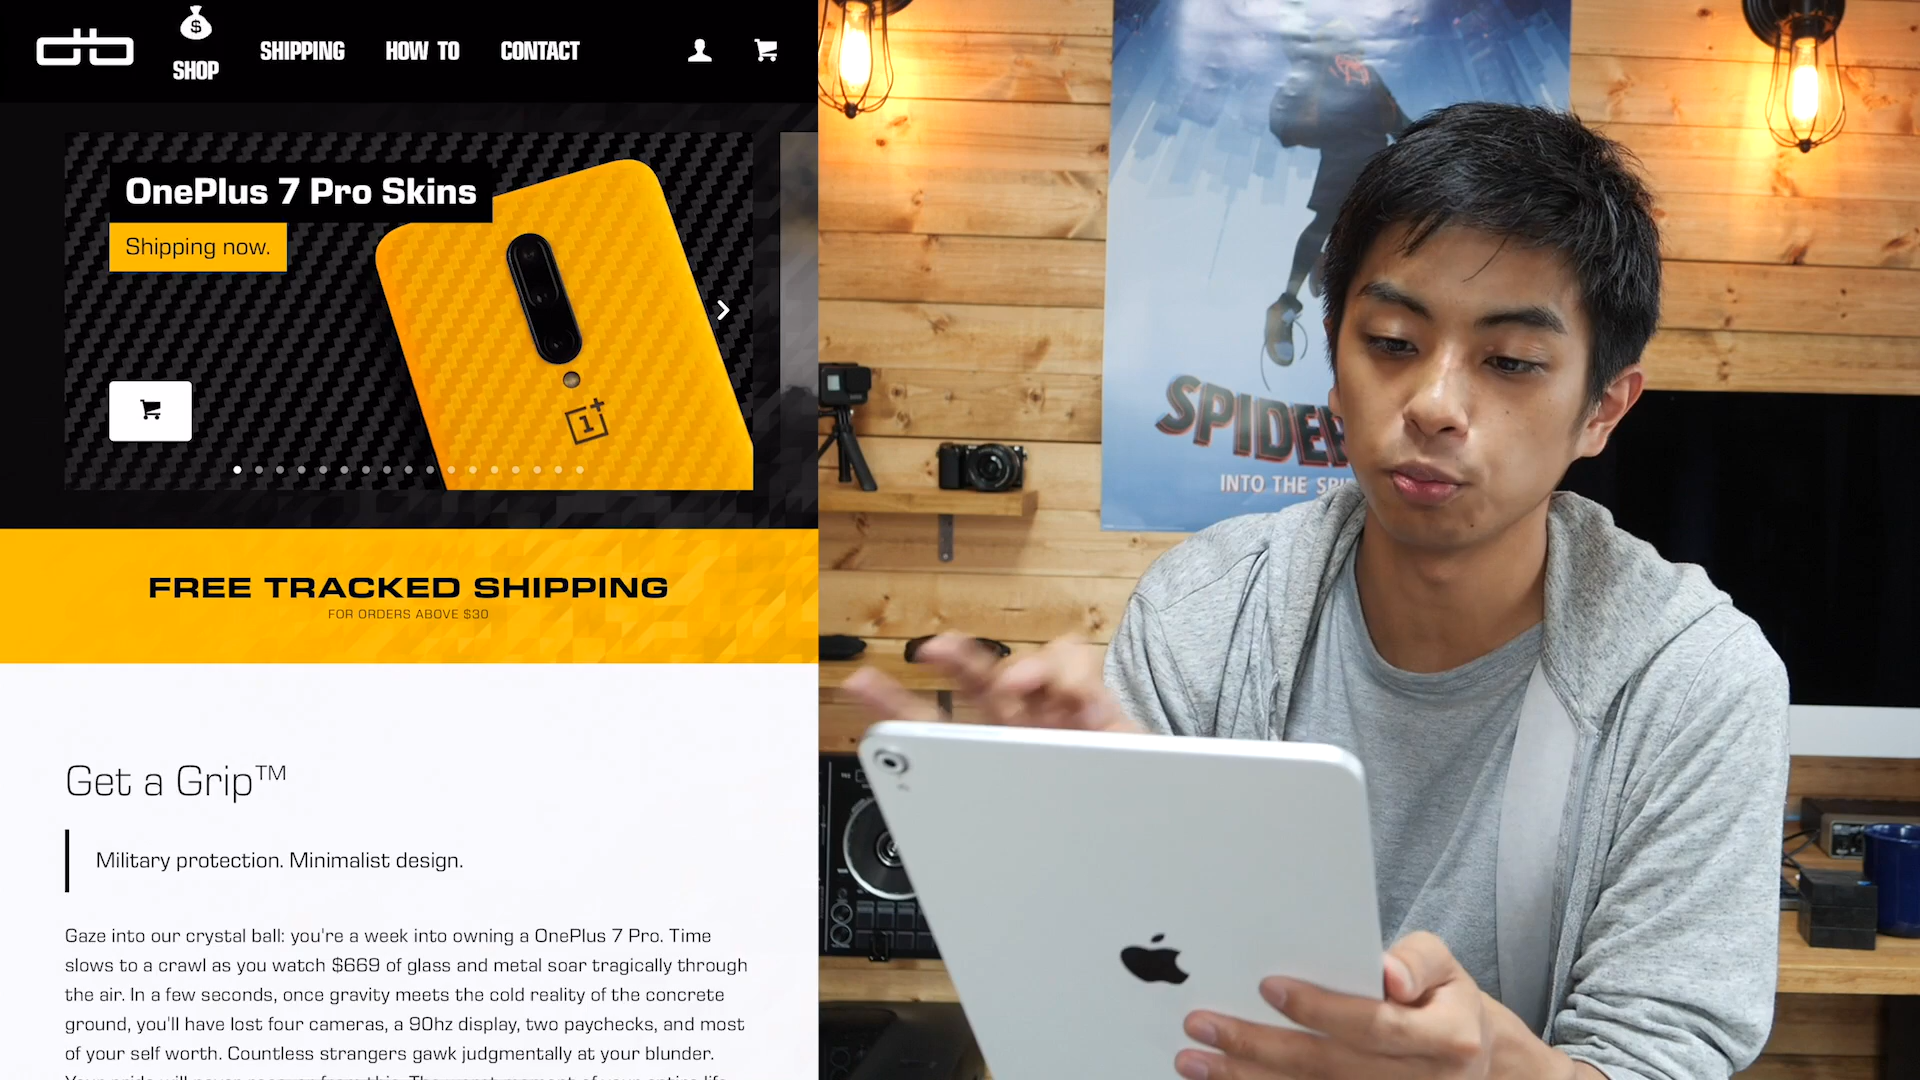 SHOP
SHIPPING
HOW TO
CONTACT
OnePlus 7 Pro Skins
Shipping now.
FREE TRACKED SHIPPING
FOR ORDERS ABOVE $30
Get a Grip™
Military protection. Minimalist design.
Gaze into our crystal ball: you're a week into owning a OnePlus 7 Pro. Time
slows to a crawl as you watch $669 of glass and metal soar tragically through
the air. In a few seconds, once gravity meets the cold reality of the concrete
ground, you'll have lost four cameras, a 90hz display, two paychecks, and most
of your self worth. Countless strangers gawk judgmentally at your blunder.
INTO THE